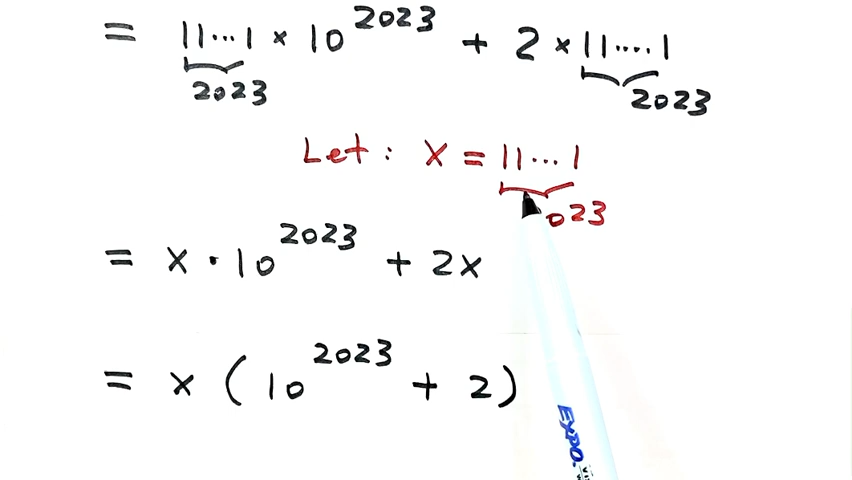 = 11...1 × 10^2023 + 2 × 11....1
2023 2023
Let: x = 11...1
023
= x · 10^2023 + 2x
= x (10^2023 + 2)
EXPO.